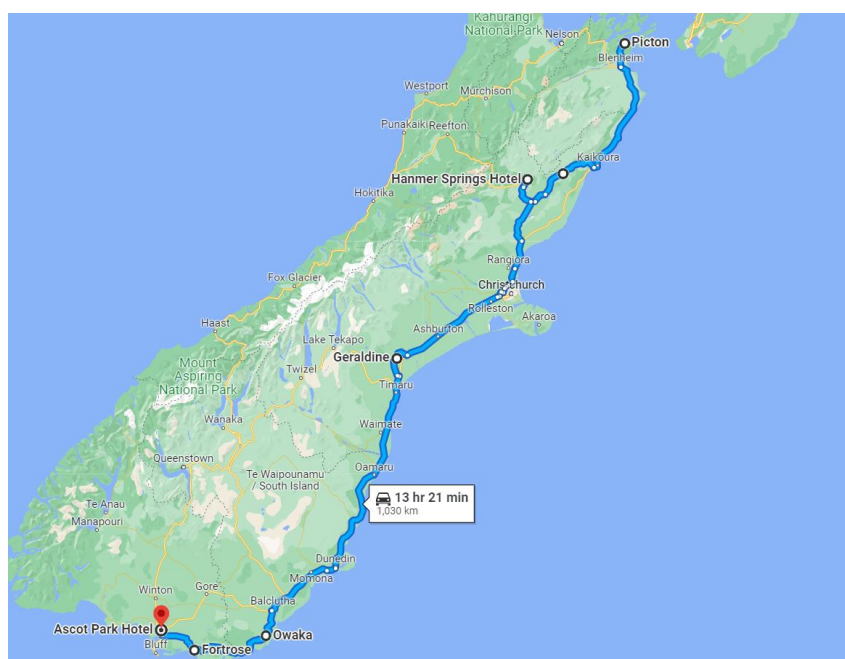 Kahurangi
National Park
Nelson
Picton
Blenheim
Westport
Murchison
Punakaiki
Reefton
Kaikoura
Hanmer Springs Hotel
Hokitika
Rangiora
Christchurch
Fox Glacier
Rolleston
Akaroa
Haast
Ashburton
Lake Tekapo
Geraldine
Mount
Aspiring
National Park
Twizel
Timaru
Wanaka
Waimate
Queenstown
Oamaru
Te Waipounamu
/ South Island
13 hr 21 min
1,030 km
Te Anau
Manapouri
Dunedin
Momona
Winton
Gore
Balclutha
Ascot Park Hotel
Owaka
Bluff
Fortrose